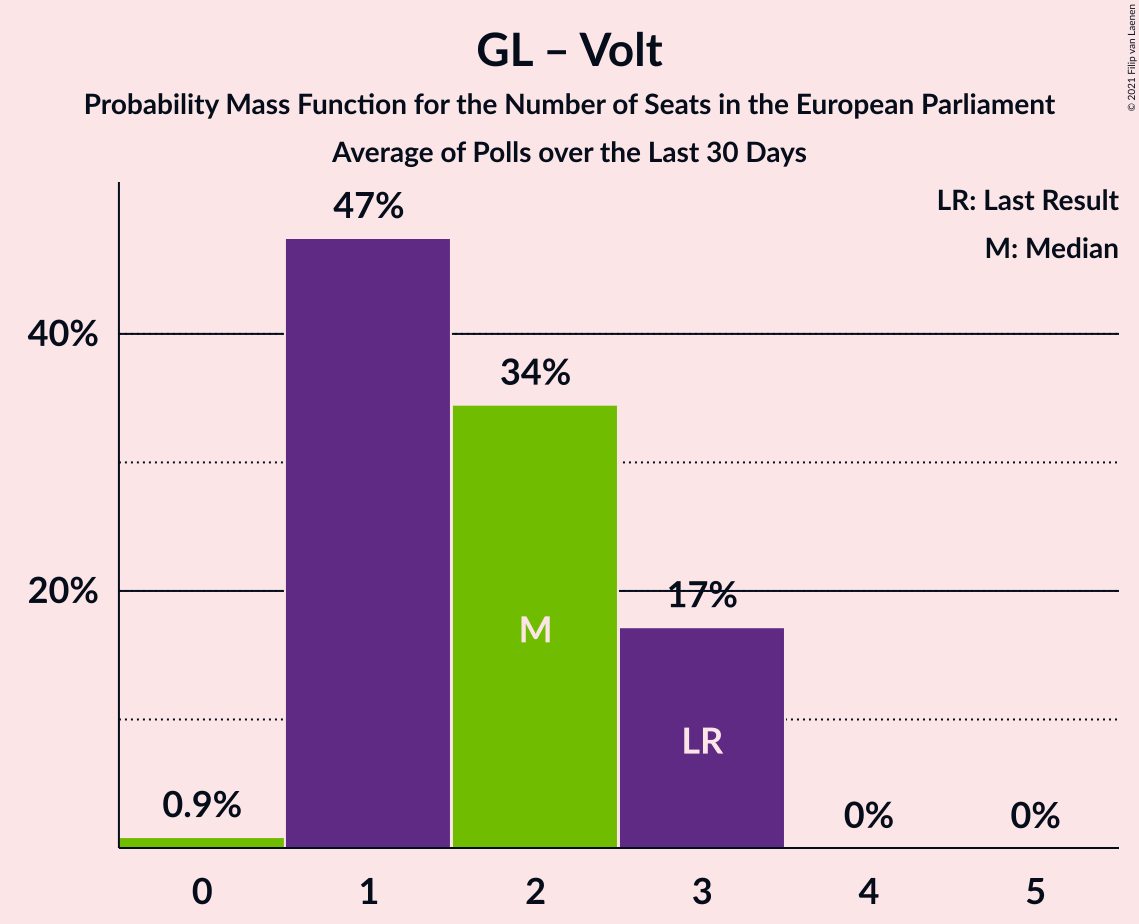 GL – Volt
Probability Mass Function for the Number of Seats in the European Parliament
Average of Polls over the Last 30 Days
© 2021 Filip van Laenen
LR: Last Result
M: Median
47%
40%
34%
20%
17%
M
LR
0.9%
0%
0%
0
1
2
3
4
5